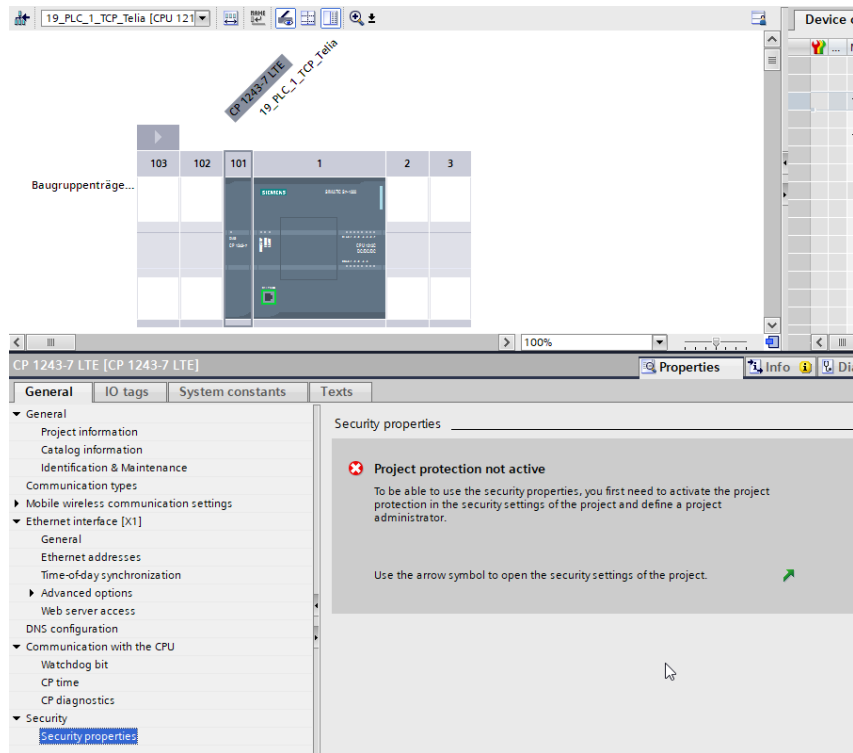 19_PLC_1_TCP_Telia [CPU 121
Device
...
CP 1243-7 LTE
19_PLC_1_TCP_Telia
103 102 101 1 2 3
Baugruppenträge...
SIEMENS
100%
CP 1243-7 LTE [CP 1243-7 LTE]
Properties Info Dia
General IO tags System constants Texts
General
Project information
Catalog information
Identification & Maintenance
Communication types
Mobile wireless communication settings
Ethernet interface [X1]
General
Ethernet addresses
Time-of-day synchronization
Advanced options
Web server access
DNS configuration
Communication with the CPU
Watchdog bit
CP time
CP diagnostics
Security
Security properties
Security properties
Project protection not active
To be able to use the security properties, you first need to activate the project
protection in the security settings of the project and define a project
administrator.
Use the arrow symbol to open the security settings of the project.